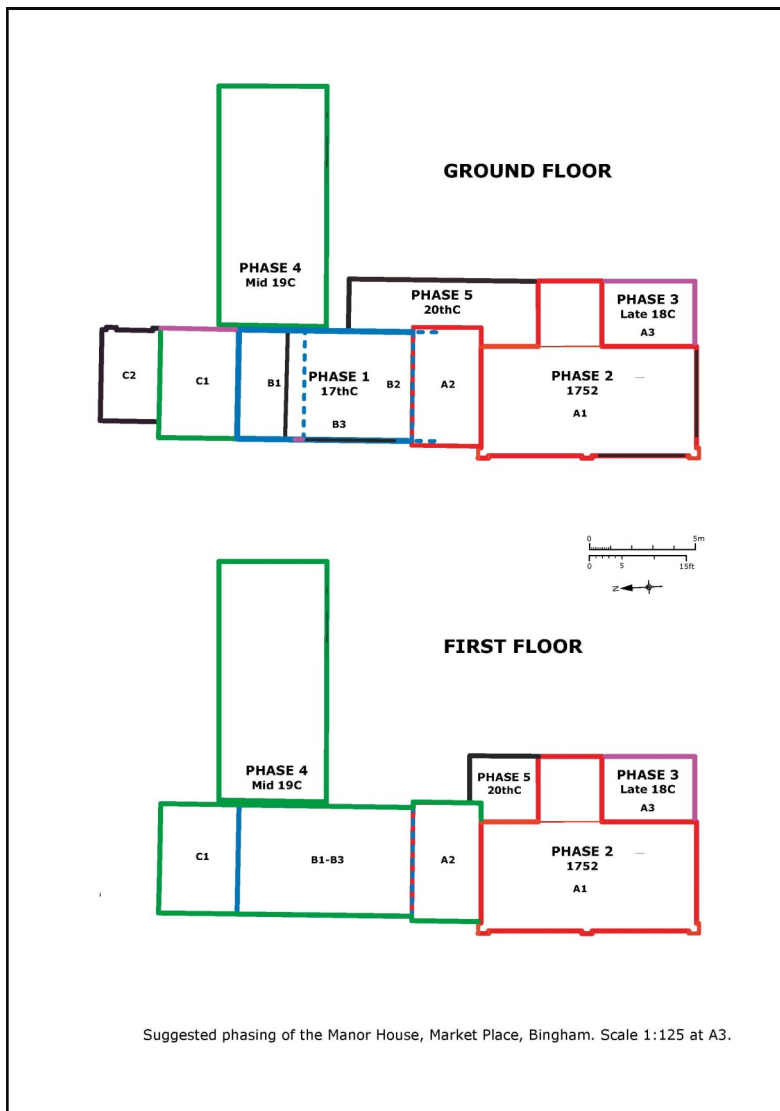 GROUND FLOOR
PHASE 4
Mid 19C
PHASE 5
20thC
PHASE 3
Late 18C
A3
C2
C1
B1
PHASE 1
17thC
B2
B3
A2
PHASE 2
1752
A1
0 5m
0 5 15ft
N
FIRST FLOOR
PHASE 4
Mid 19C
PHASE 5
20thC
PHASE 3
Late 18C
A3
C1
B1-B3
A2
PHASE 2
1752
A1
Suggested phasing of the Manor House, Market Place, Bingham. Scale 1:125 at A3.